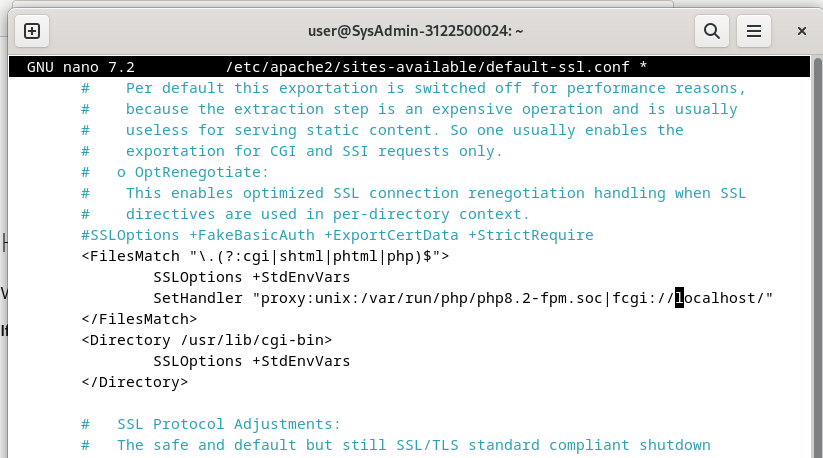 user@SysAdmin-3122500024: ~
GNU nano 7.2 /etc/apache2/sites-available/default-ssl.conf *
# Per default this exportation is switched off for performance reasons,
# because the extraction step is an expensive operation and is usually
# useless for serving static content. So one usually enables the
# exportation for CGI and SSI requests only.
# o OptRenegotiate:
# This enables optimized SSL connection renegotiation handling when SSL
# directives are used in per-directory context.
#SSLOptions +FakeBasicAuth +ExportCertData +StrictRequire
<FilesMatch "\.(?:cgi|shtml|phtml|php)$">
SSLOptions +StdEnvVars
SetHandler "proxy:unix:/var/run/php/php8.2-fpm.soc|fcgi://localhost/"
</FilesMatch>
<Directory /usr/lib/cgi-bin>
SSLOptions +StdEnvVars
</Directory>
# SSL Protocol Adjustments:
# The safe and default but still SSL/TLS standard compliant shutdown